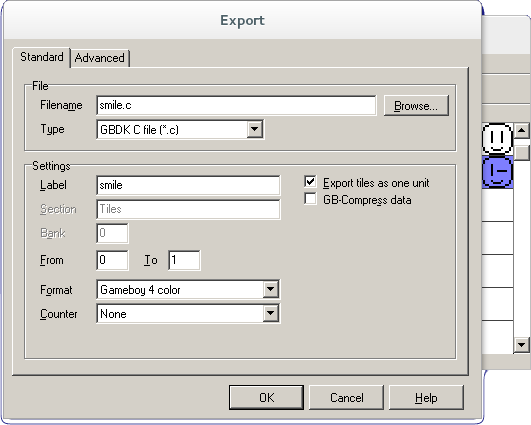 Export
Standard Advanced
File
Filename smile.c Browse...
Type GBDK C file (*.c)
Settings
Label smile Export tiles as one unit
Section Tiles GB-Compress data
Bank 0
From 0 To 1
Format Gameboy 4 color
Counter None
OK Cancel Help